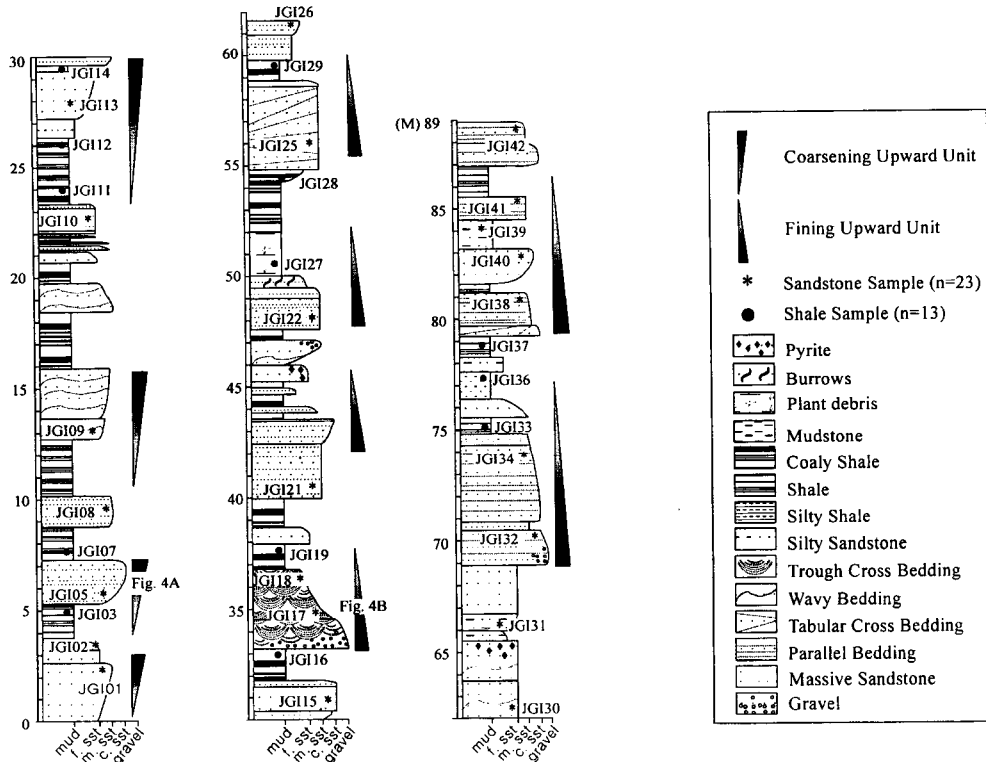 30
JGI14
JGI13
JGI12
25
JGI11
JGI10
20
15
JGI09
10
JGI08
JGI07
Fig. 4A
JGI05
5
JGI03
JGI02
JGI01
0
mud
f. sst
m. sst
c. sst
gravel
JGI26
60
JGI29
JGI25
55
JGI28
JGI27
50
JGI22
45
JGI21
40
JGI19
JGI18
Fig. 4B
JGI17
35
JGI16
JGI15
mud
f. sst
m. sst
c. sst
gravel
(M) 89
JGI42
JGI41
85
JGI39
JGI40
JGI38
80
JGI37
JGI36
75
JGI33
JGI34
JGI32
70
JGI31
65
JGI30
mud
f. sst
m. sst
c. sst
gravel
Coarsening Upward Unit
Fining Upward Unit
Sandstone Sample (n=23)
Shale Sample (n=13)
Pyrite
Burrows
Plant debris
Mudstone
Coaly Shale
Shale
Silty Shale
Silty Sandstone
Trough Cross Bedding
Wavy Bedding
Tabular Cross Bedding
Parallel Bedding
Massive Sandstone
Gravel